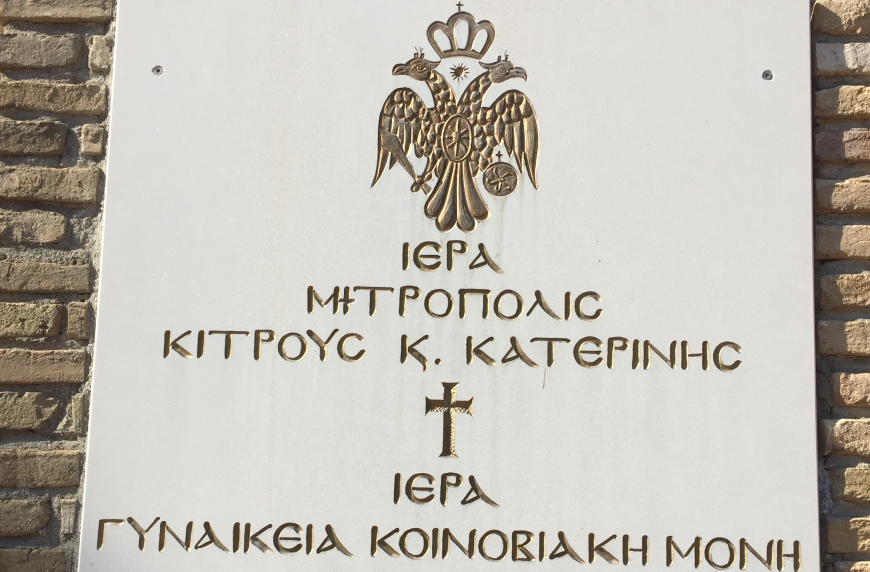 ΙΕΡΑ
ΜΗΤΡΟΠΟΛΙϹ
ΚΙΤΡΟΥϹ Κ. ΚΑΤΕΡΙΝΗϹ
ΙΕΡΑ
ΓΥΝΑΙΚΕΙΑ ΚΟΙΝΟΒΙΑΚΗ ΜΟΝΗ